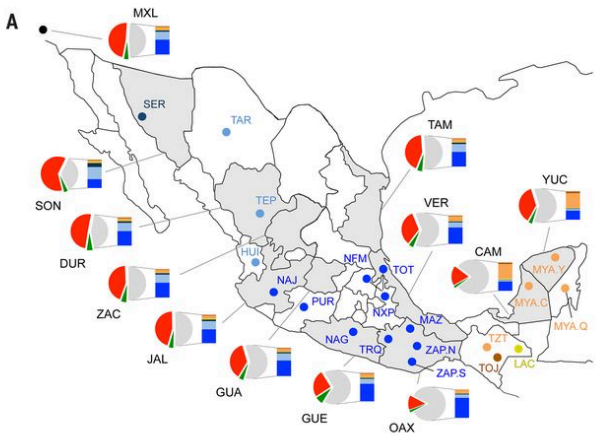 A
MXL
SER
TAR
TAM
YUC
SON
TEP
VER
DUR
HUI
NFM
TOT
CAM
MYA.Y
ZAC
NAJ
MYA.C
PUR
NXP
MYA.Q
JAL
NAG
MAZ
TRQ
ZAP.N
TZT
GUA
ZAP.S
TOJ
LAC
GUE
OAX